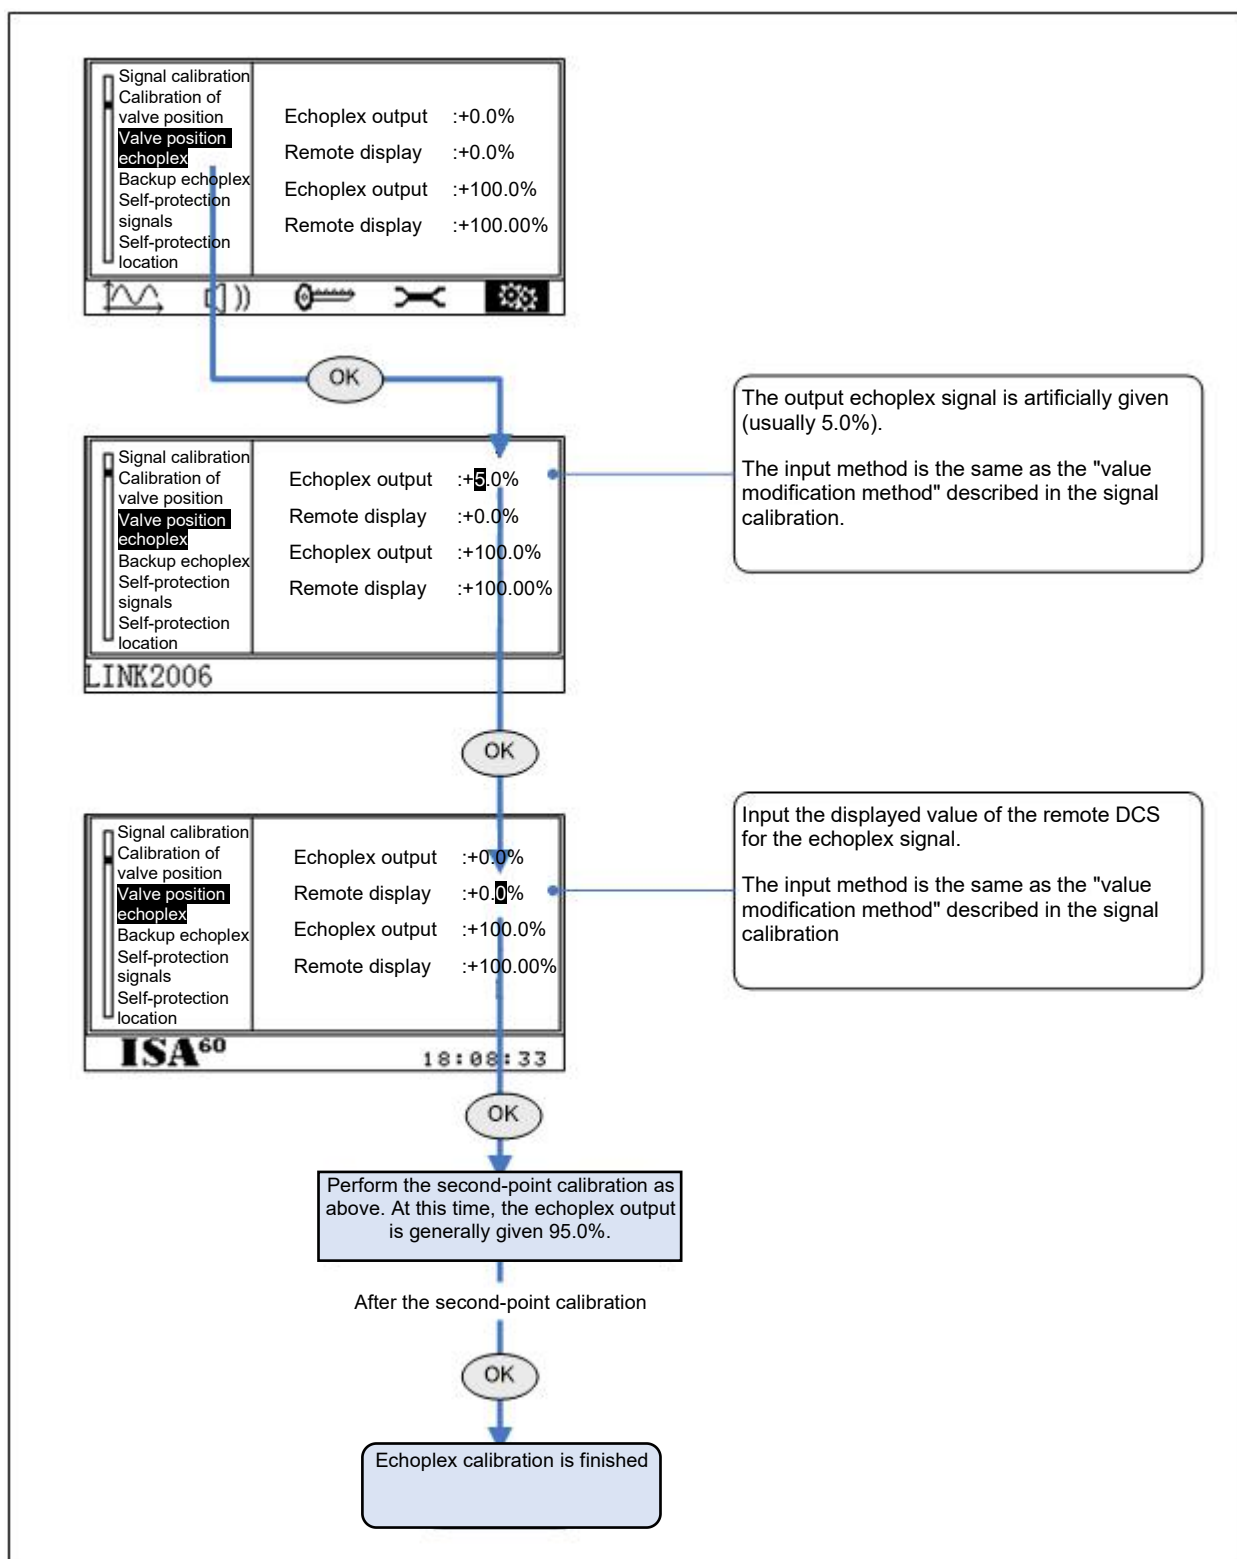 Signal calibration
Calibration of
valve position
Valve position
echoplex
Backup echoplex
Self-protection
signals
Self-protection
location
Echoplex output :+0.0%
Remote display :+0.0%
Echoplex output :+100.0%
Remote display :+100.00%
OK
The output echoplex signal is artificially given
(usually 5.0%).
The input method is the same as the "value
modification method" described in the signal
calibration.
Signal calibration
Calibration of
valve position
Valve position
echoplex
Backup echoplex
Self-protection
signals
Self-protection
location
Echoplex output :+5.0%
Remote display :+0.0%
Echoplex output :+100.0%
Remote display :+100.00%
LINK2006
OK
Input the displayed value of the remote DCS
for the echoplex signal.
The input method is the same as the "value
modification method" described in the signal
calibration
Signal calibration
Calibration of
valve position
Valve position
echoplex
Backup echoplex
Self-protection
signals
Self-protection
location
Echoplex output :+0.0%
Remote display :+0.0%
Echoplex output :+100.0%
Remote display :+100.00%
ISA60 18:08:33
OK
Perform the second-point calibration as
above. At this time, the echoplex output
is generally given 95.0%.
After the second-point calibration
OK
Echoplex calibration is finished